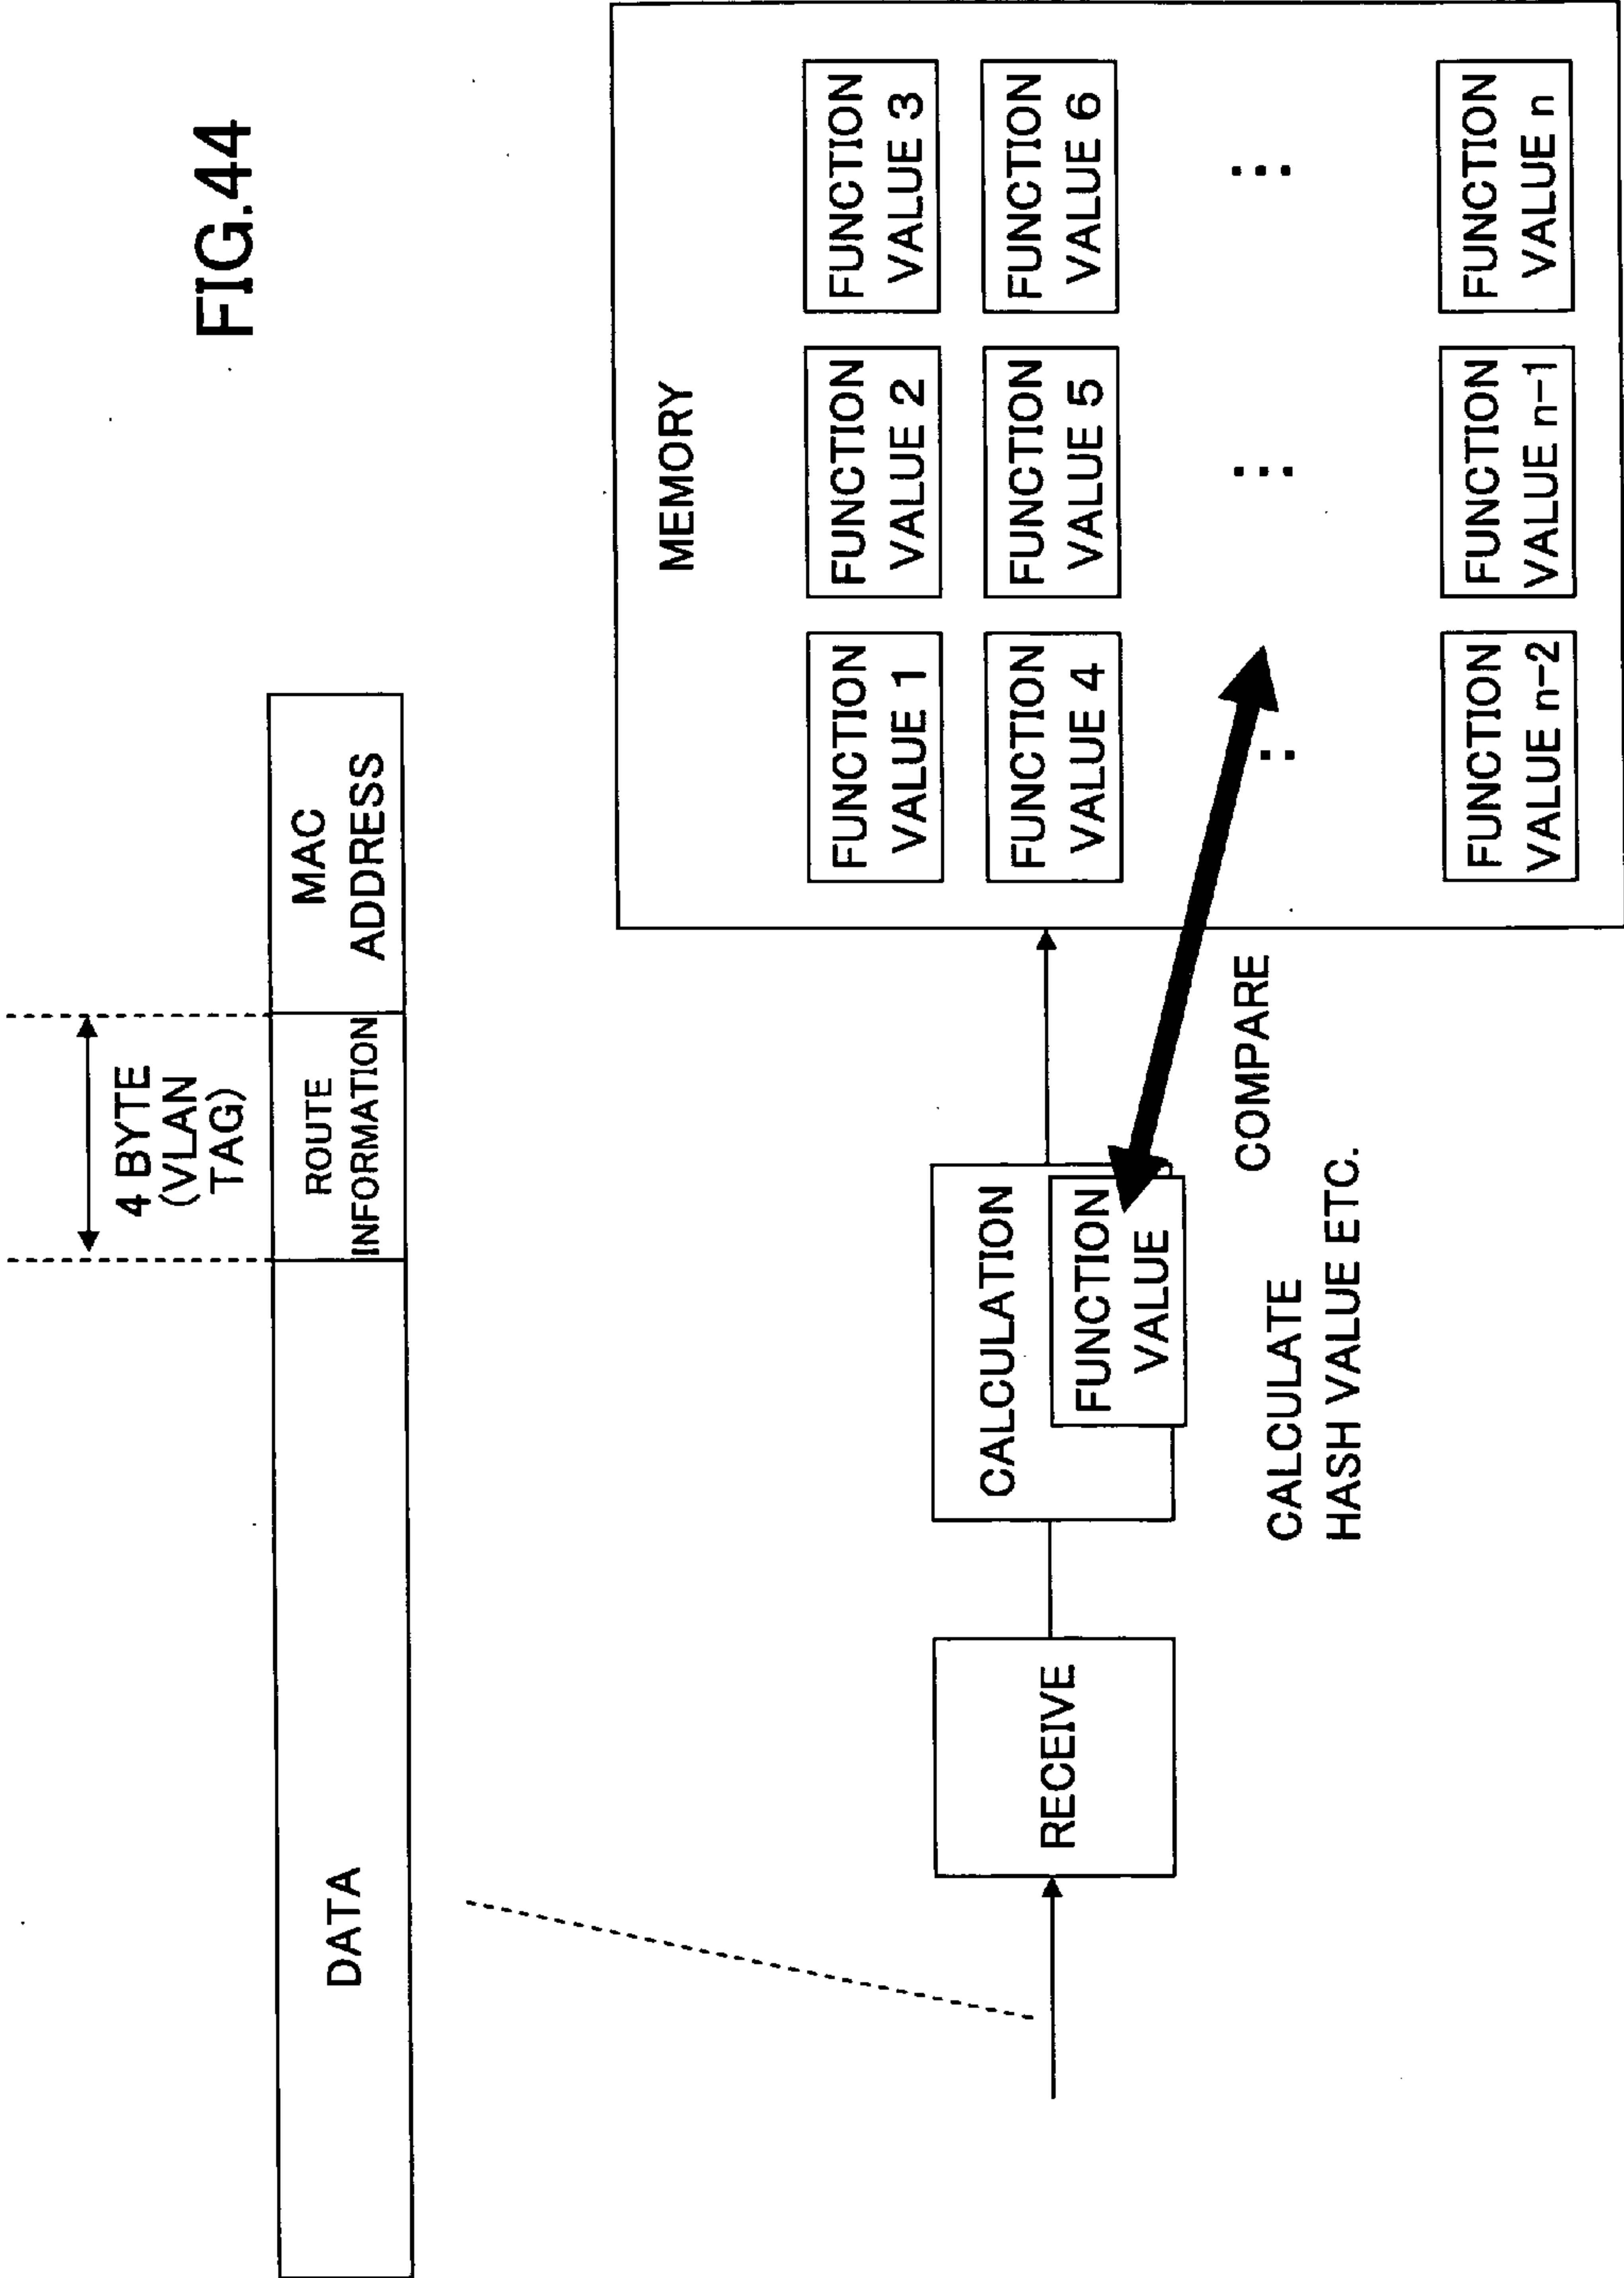 FIG.44
4 BYTE
(VLAN
TAG)
DATA
ROUTE
INFORMATION
MAC
ADDRESS
RECEIVE
CALCULATION
FUNCTION
VALUE
CALCULATE
HASH VALUE ETC.
COMPARE
MEMORY
FUNCTION
VALUE 1
FUNCTION
VALUE 2
FUNCTION
VALUE 3
FUNCTION
VALUE 4
FUNCTION
VALUE 5
FUNCTION
VALUE 6
FUNCTION
VALUE n-2
FUNCTION
VALUE n-1
FUNCTION
VALUE n